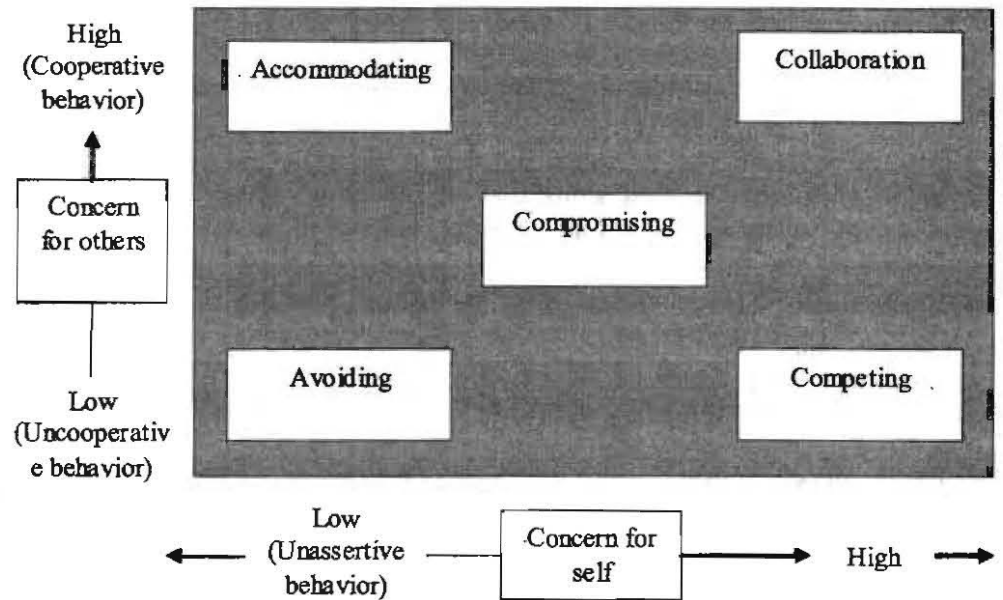 High
(Cooperative
behavior)
Accommodating
Collaboration
Concern
for others
Compromising
Avoiding
Competing
Low
(Uncooperativ
e behavior)
Low
(Unassertive
behavior)
Concern for
self
High